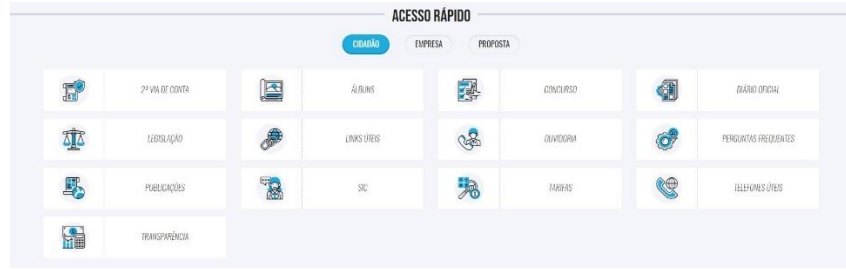 ACESSO RÁPIDO
CIDADÃO EMPRESA PROPOSTA
2ª VIA DE CONTA ÁLBUNS CONCURSO DIÁRIO OFICIAL
LEGISLAÇÃO LINKS ÚTEIS OUVIDORIA PERGUNTAS FREQUENTES
PUBLICAÇÕES SIC TARIFAS TELEFONES ÚTEIS
TRANSPARÊNCIA